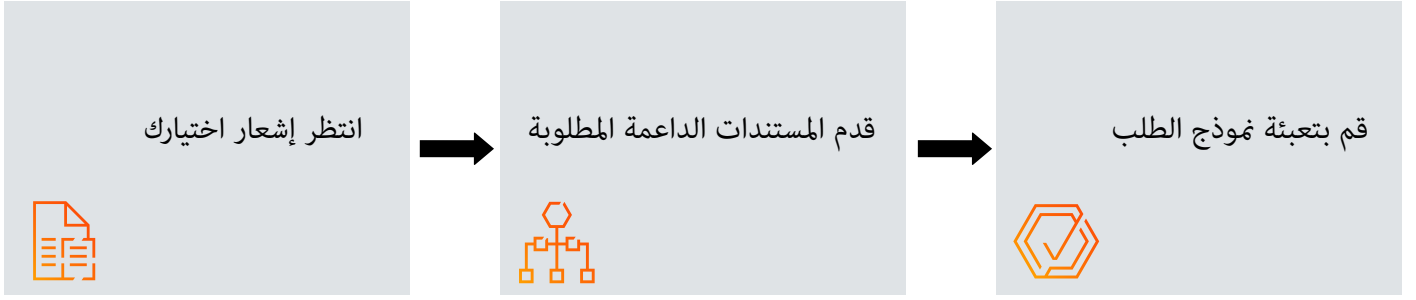 قم بتعبئة نموذج الطلب
قدم المستندات الداعمة المطلوبة
انتظر إشعار اختيارك